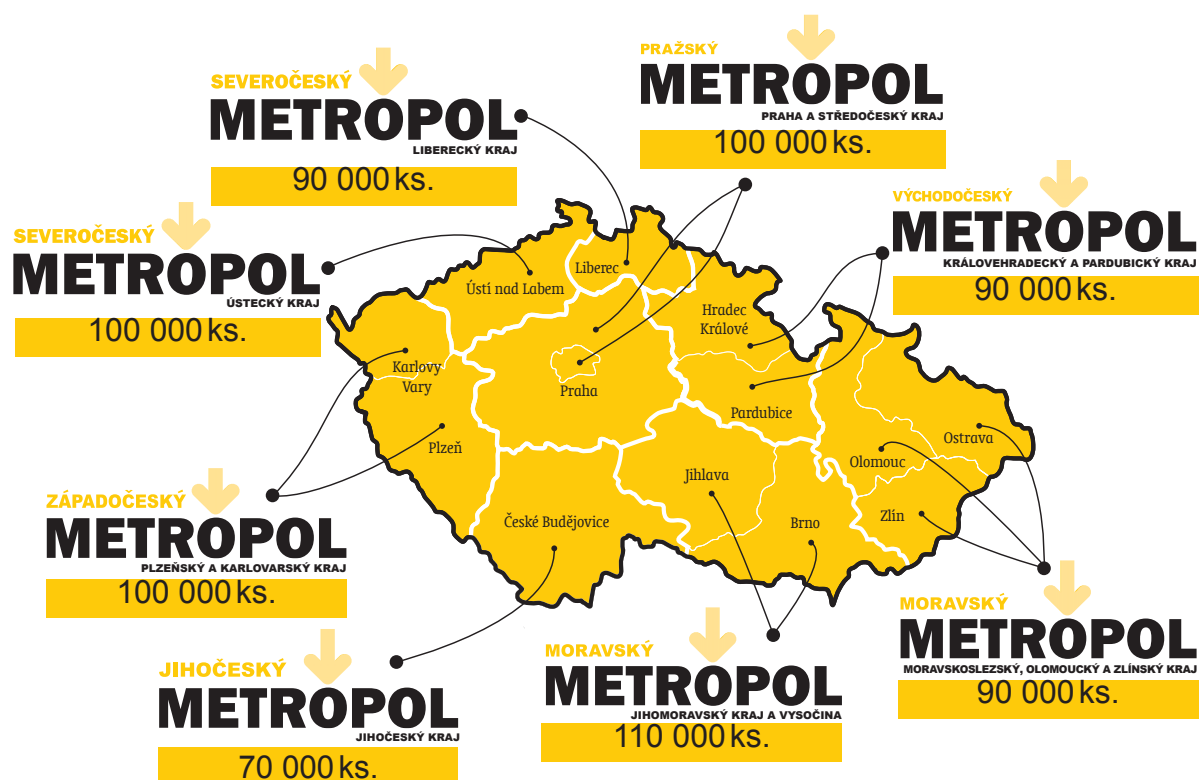 PRAŽSKÝ
METROPOL
PRAHA A STŘEDOČESKÝ KRAJ
100 000 ks.
SEVEROČESKÝ
METROPOL
LIBERECKÝ KRAJ
90 000 ks.
VÝCHODOČESKÝ
METROPOL
KRÁLOVEHRADECKÝ A PARDUBICKÝ KRAJ
90 000 ks.
SEVEROČESKÝ
METROPOL
ÚSTECKÝ KRAJ
100 000 ks.
Liberec
Ústí nad Labem
Hradec
Králové
Karlovy
Vary
Praha
Pardubice
Plzeň
Ostrava
Olomouc
Jihlava
České Budějovice
Brno
Zlín
ZÁPADOČESKÝ
METROPOL
PLZEŇSKÝ A KARLOVARSKÝ KRAJ
100 000 ks.
MORAVSKÝ
METROPOL
MORAVSKOSLEZSKÝ, OLOMOUCKÝ A ZLÍNSKÝ KRAJ
90 000 ks.
MORAVSKÝ
METROPOL
JIHOMORAVSKÝ KRAJ A VYSOČINA
110 000 ks.
JIHOČESKÝ
METROPOL
JIHOČESKÝ KRAJ
70 000 ks.